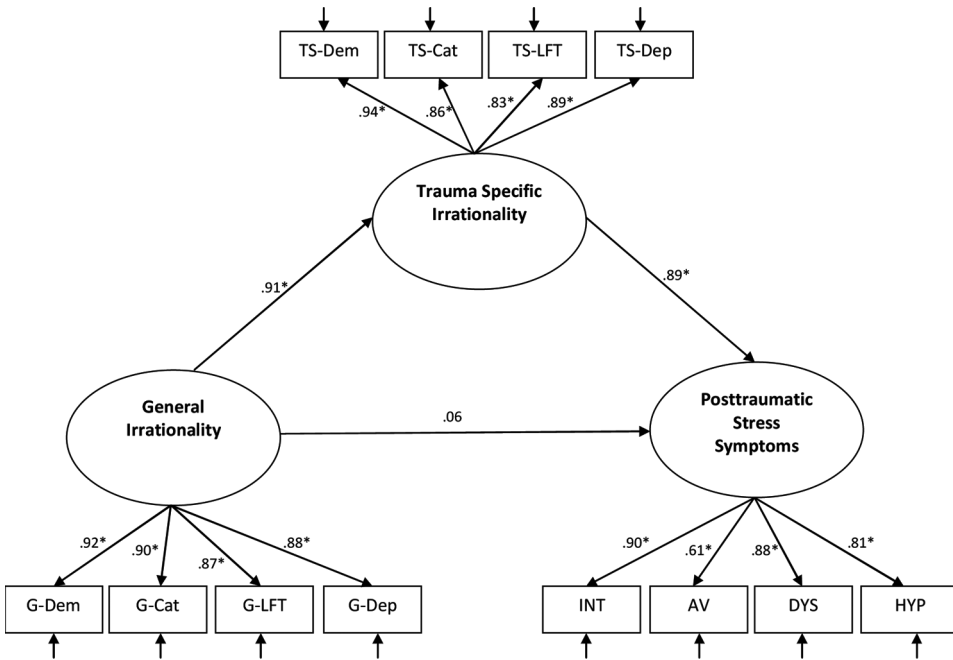 TS-Dem
TS-Cat
TS-LFT
TS-Dep
.94*
.86*
.83*
.89*
Trauma Specific
Irrationality
.91*
.89*
General
Irrationality
.06
Posttraumatic
Stress
Symptoms
.92*
.90*
.87*
.88*
.90*
.61*
.88*
.81*
G-Dem
G-Cat
G-LFT
G-Dep
INT
AV
DYS
HYP